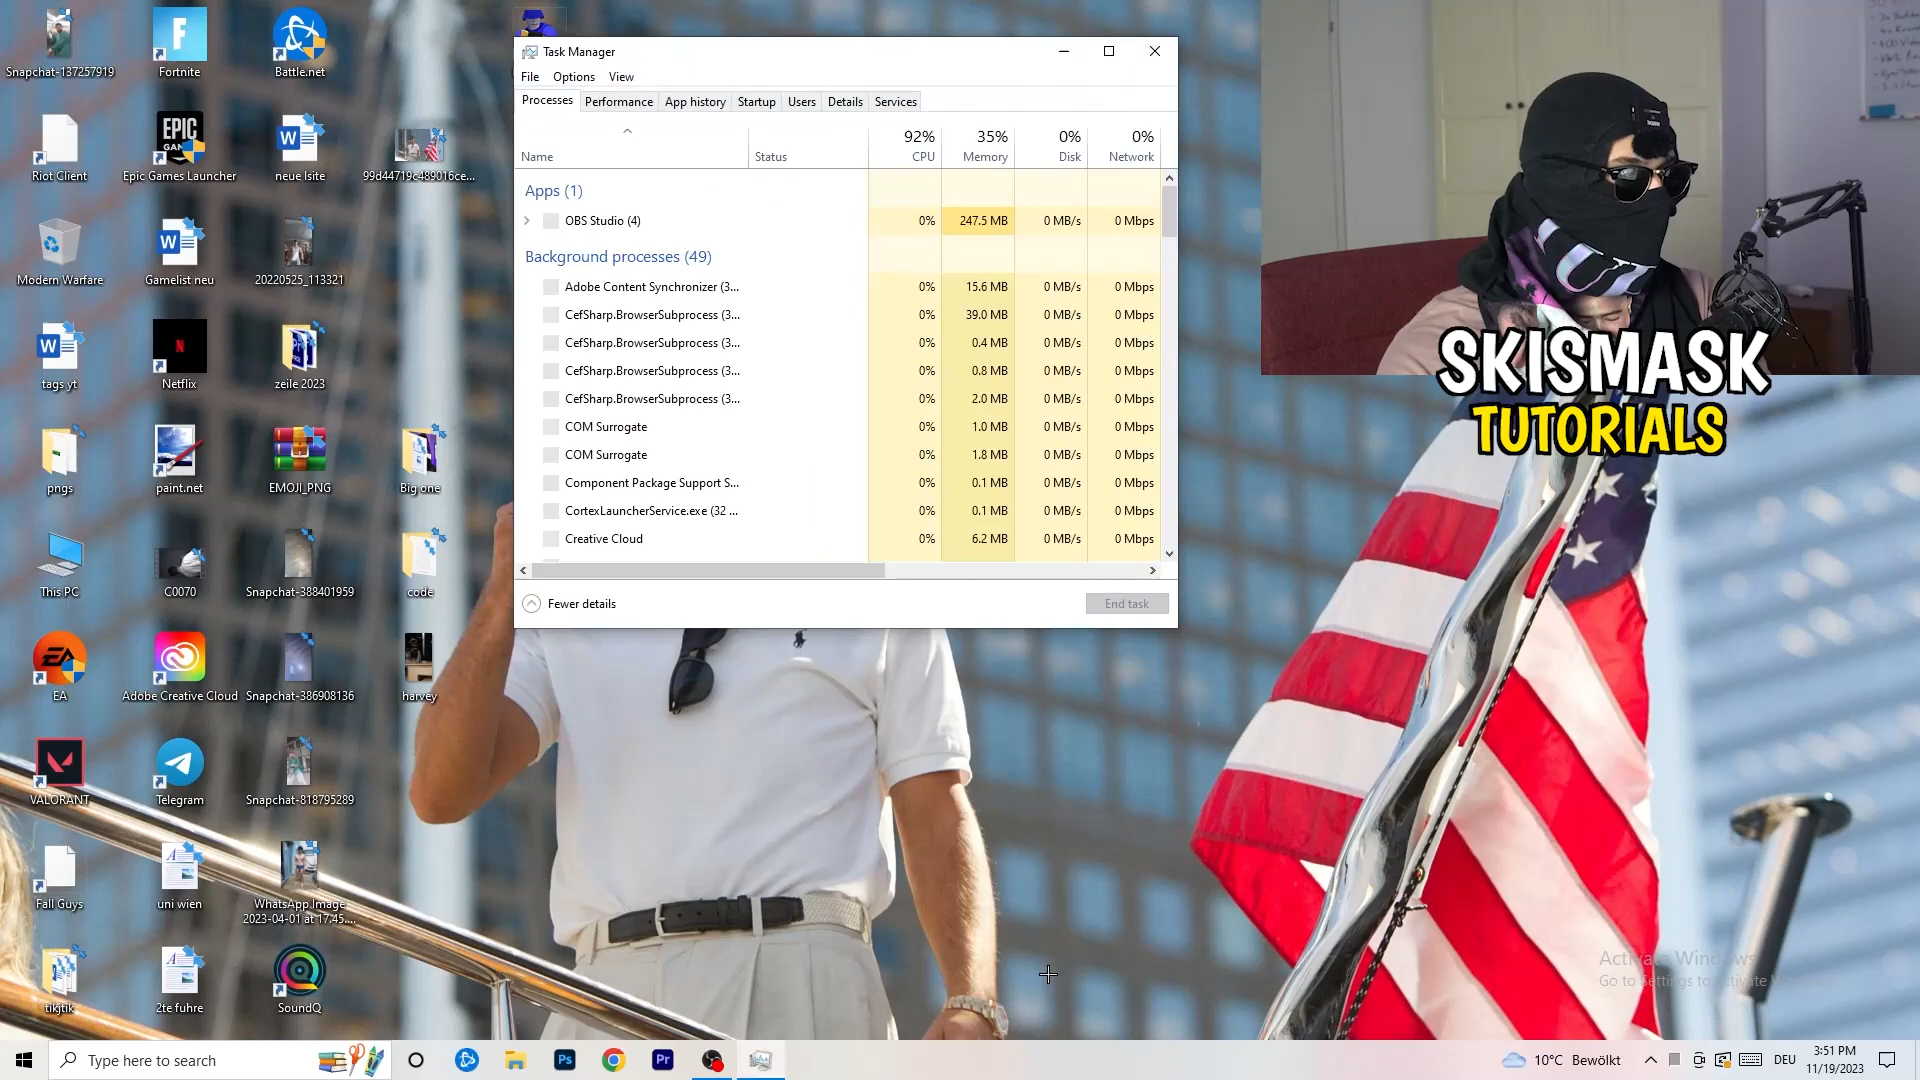 Snapchat-137257919
Fortnite
Battle.net
Riot Client
EPIC
Epic Games Launcher
neue lsite
99d44719c489016ce...
Modern Warfare
Gamelist neu
20220525_113321
tags yt
Netflix
zeile 2023
pngs
paint.net
EMOJI_PNG
Big one
This PC
C0070
Snapchat-388401959
code
EA
Adobe Creative Cloud
Snapchat-386908136
harvey
VALORANT
Telegram
Snapchat-818795289
Fall Guys
uni wien
WhatsApp Image
2023-04-01 at 17.45....
tikjtik
2te fuhre
SoundQ
Task Manager
File Options View
Processes Performance App history Startup Users Details Services
92% 35% 0% 0%
Name Status CPU Memory Disk Network
Apps (1)
OBS Studio (4) 0% 247.5 MB 0 MB/s 0 Mbps
Background processes (49)
Adobe Content Synchronizer (3... 0% 15.6 MB 0 MB/s 0 Mbps
CefSharp.BrowserSubprocess (3... 0% 39.0 MB 0 MB/s 0 Mbps
CefSharp.BrowserSubprocess (3... 0% 0.4 MB 0 MB/s 0 Mbps
CefSharp.BrowserSubprocess (3... 0% 0.8 MB 0 MB/s 0 Mbps
CefSharp.BrowserSubprocess (3... 0% 2.0 MB 0 MB/s 0 Mbps
COM Surrogate 0% 1.0 MB 0 MB/s 0 Mbps
COM Surrogate 0% 1.8 MB 0 MB/s 0 Mbps
Component Package Support S... 0% 0.1 MB 0 MB/s 0 Mbps
CortexLauncherService.exe (32 ... 0% 0.1 MB 0 MB/s 0 Mbps
Creative Cloud 0% 6.2 MB 0 MB/s 0 Mbps
Fewer details
End task
SKISMASK
TUTORIALS
Activate Windows
Go to Settings to activate
Type here to search
Ps
Pr
10°C Bewölkt
DEU
3:51 PM
11/19/2023